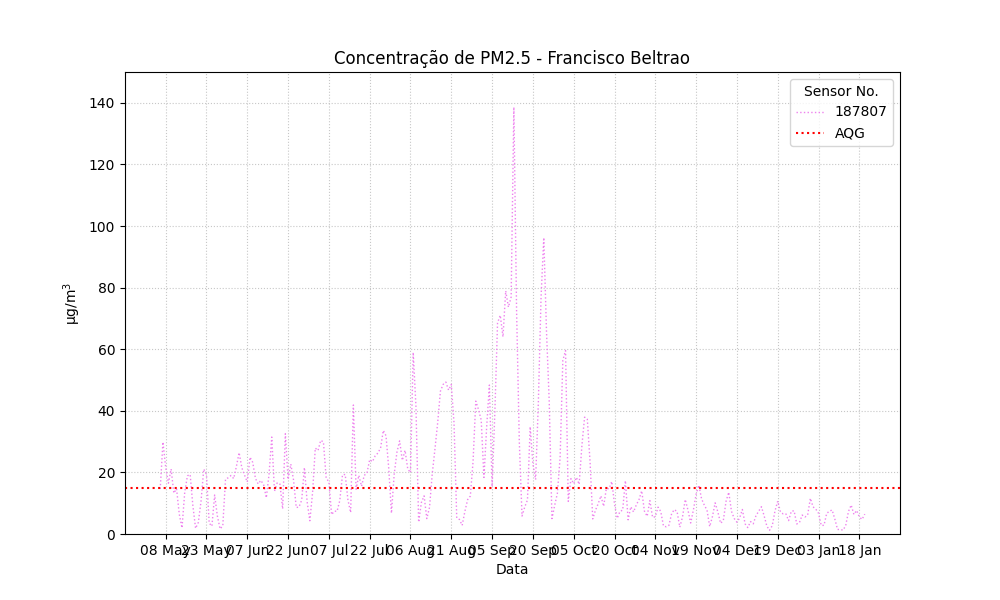 Concentração de PM2.5 - Francisco Beltrao
Sensor No.
187807
AQG
140
120
100
80
60
40
20
0
µg/m³
08 May 23 May 07 Jun 22 Jun 07 Jul 22 Jul 06 Aug 21 Aug 05 Sep 20 Sep 05 Oct 20 Oct 04 Nov 19 Nov 04 Dec 19 Dec 03 Jan 18 Jan
Data